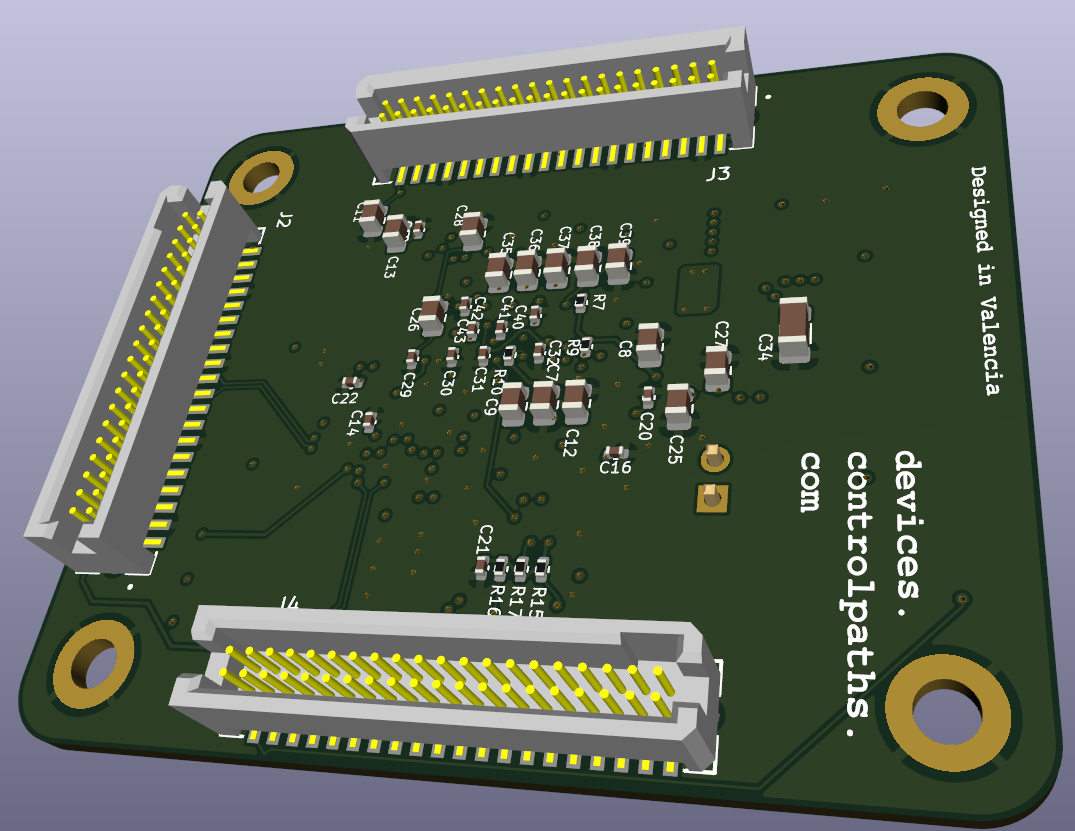 J3
J2
C11
C13
C28
C35
C36
C37
C38
C39
C26
C42
C43
C41
C40
R7
R9
C8
C27
C34
C29
C30
C31
R10
C32
C7
C22
C14
C9
C12
C20
C25
C16
C21
R16
R17
R15
J4
Designed in Valencia
devices.
controlpaths.
com